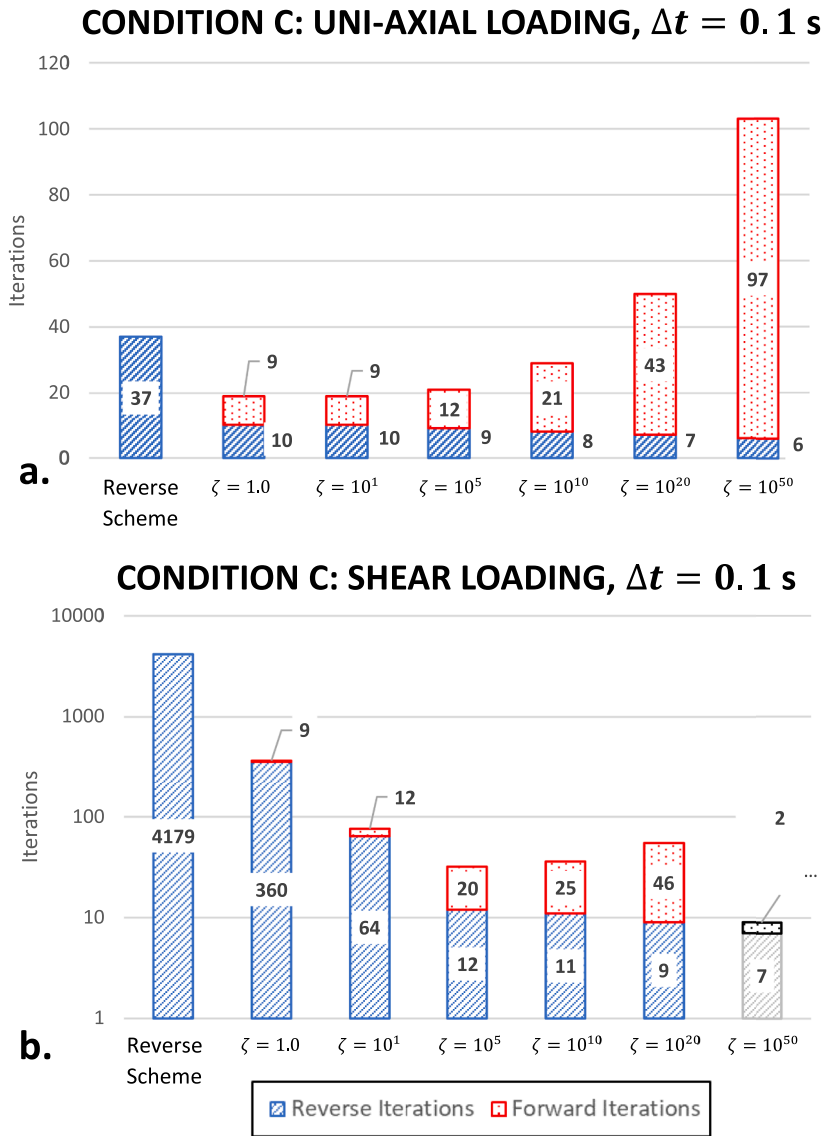 CONDITION C: UNI-AXIAL LOADING, Δt = 0.1 s
120
100
80
60
40
20
0
Iterations
37
9
10
9
10
12
9
21
8
43
7
97
6
a.
Reverse Scheme
ζ = 1.0
ζ = 10¹
ζ = 10⁵
ζ = 10¹⁰
ζ = 10²⁰
ζ = 10⁵⁰
CONDITION C: SHEAR LOADING, Δt = 0.1 s
10000
1000
100
10
1
Iterations
4179
9
360
12
64
20
12
25
11
46
9
2
...
7
b.
Reverse Scheme
ζ = 1.0
ζ = 10¹
ζ = 10⁵
ζ = 10¹⁰
ζ = 10²⁰
ζ = 10⁵⁰
Reverse Iterations
Forward Iterations